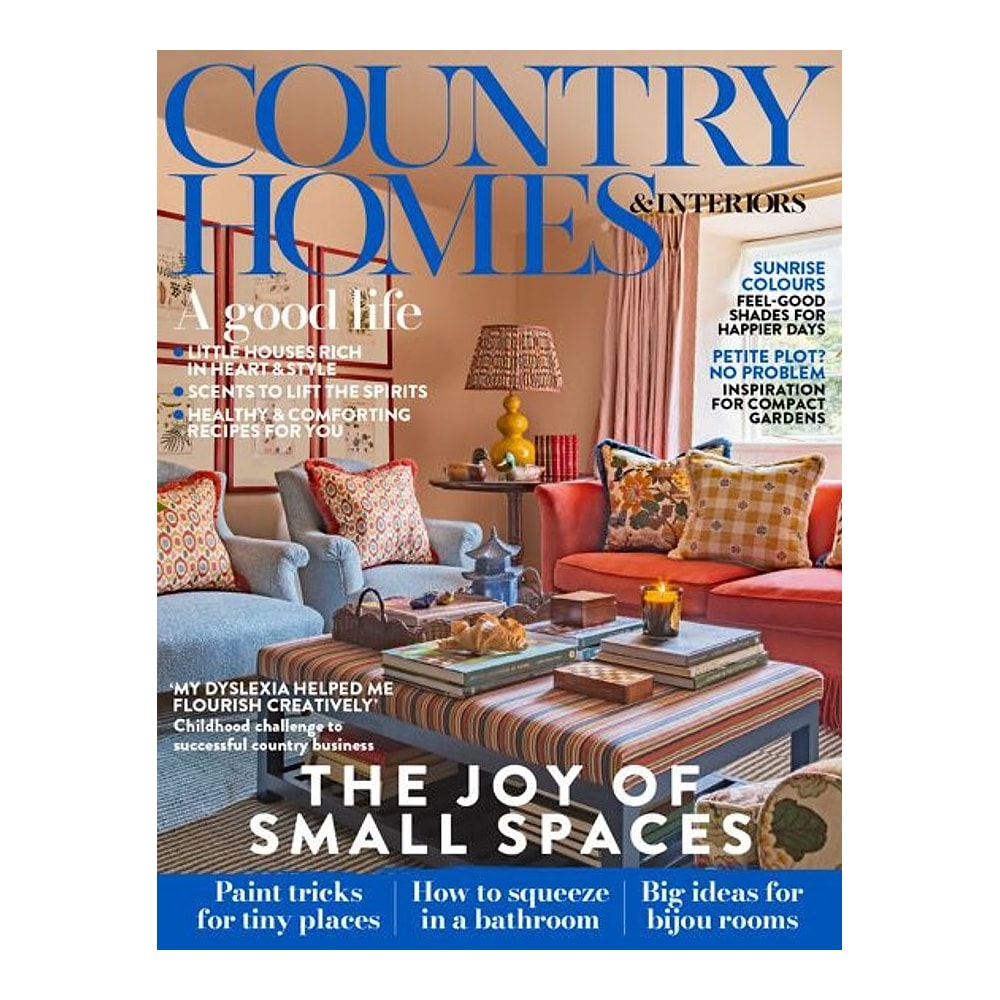 COUNTRY
HOMES
& INTERIORS
SUNRISE
COLOURS
FEEL-GOOD
SHADES FOR
HAPPIER DAYS
PETITE PLOT?
NO PROBLEM
INSPIRATION
FOR COMPACT
GARDENS
A good life
• LITTLE HOUSES RICH
IN HEART & STYLE
• SCENTS TO LIFT THE SPIRITS
• HEALTHY & COMFORTING
RECIPES FOR YOU
‘MY DYSLEXIA HELPED ME
FLOURISH CREATIVELY’
Childhood challenge to
successful country business
THE JOY OF
SMALL SPACES
Paint tricks
for tiny places
How to squeeze
in a bathroom
Big ideas for
bijou rooms